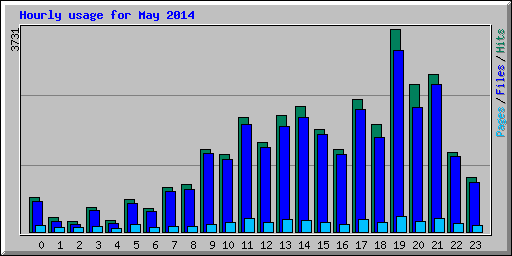 Hourly usage for May 2014
3731
Pages / Files / Hits
0 1 2 3 4 5 6 7 8 9 10 11 12 13 14 15 16 17 18 19 20 21 22 23